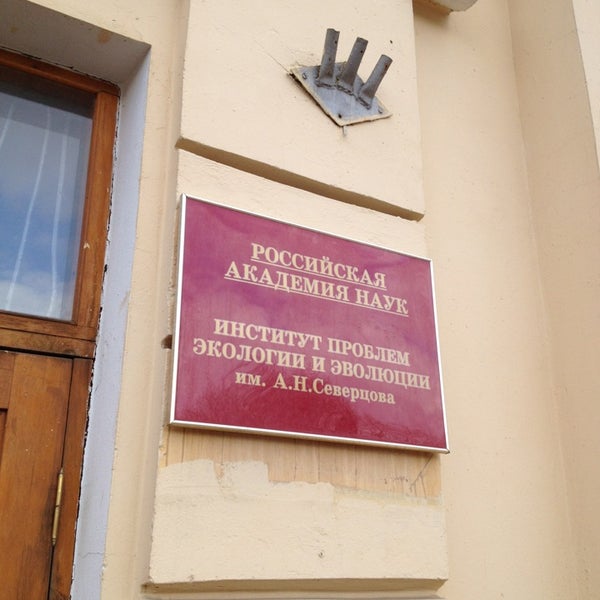 РОССИЙСКАЯ
АКАДЕМИЯ НАУК
ИНСТИТУТ ПРОБЛЕМ
ЭКОЛОГИИ И ЭВОЛЮЦИИ
им. А.Н.Северцова